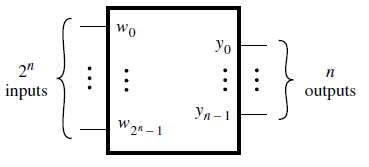 w₀
y₀
2ⁿ
inputs
n
outputs
yₙ₋₁
w₂ⁿ₋₁